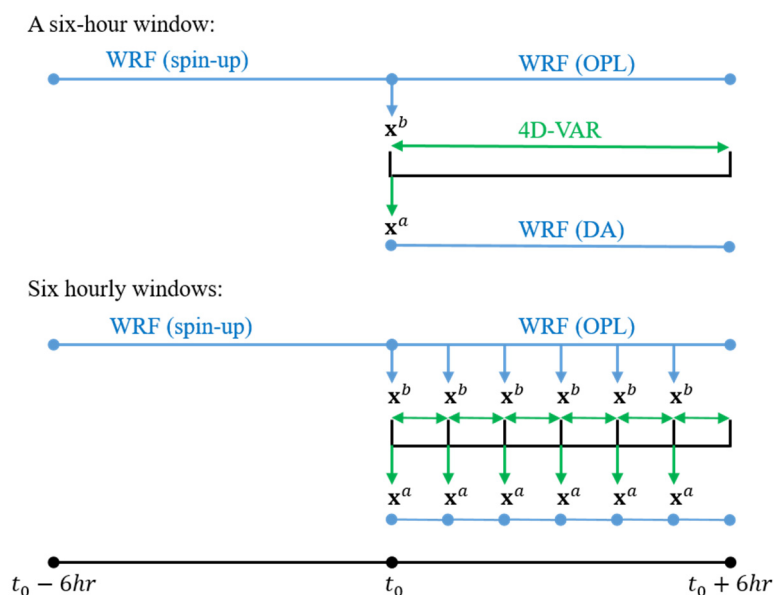 A six-hour window:
WRF (spin-up) WRF (OPL)
x^b
4D-VAR
x^a
WRF (DA)
Six hourly windows:
WRF (spin-up) WRF (OPL)
x^b x^b x^b x^b x^b x^b
x^a x^a x^a x^a x^a x^a
t_0 − 6hr t_0 t_0 + 6hr